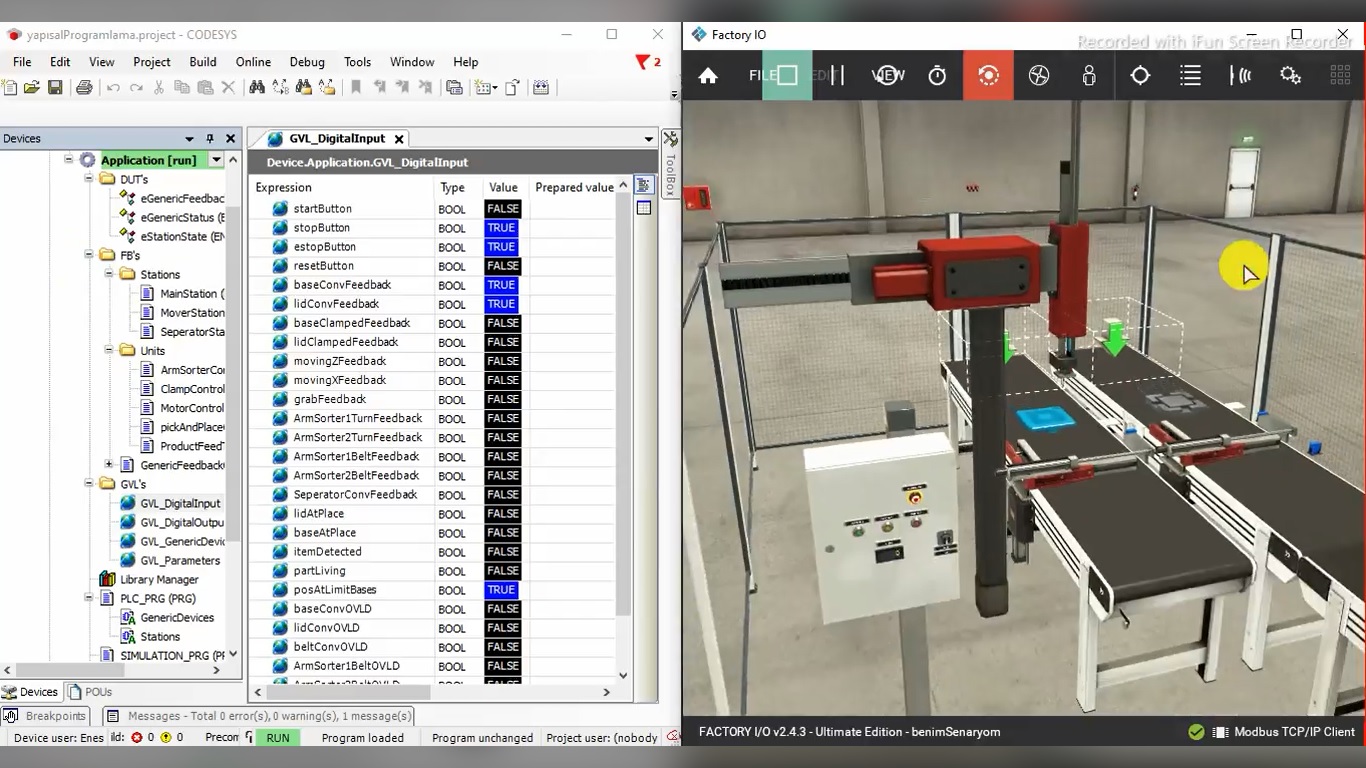 yapısalProgramlama.project - CODESYS
File Edit View Project Build Online Debug Tools Window Help
2
Devices
Application [run]
DUT's
eGenericFeedbac
eGenericStatus (E
eStationState (EN
FB's
Stations
MainStation (
MoverStation
SeperatorSta
Units
ArmSorterCor
ClampControl
MotorControl
pickAndPlace
ProductFeedT
GenericFeedback
GVL's
GVL_DigitalInput
GVL_DigitalOutpu
GVL_GenericDevic
GVL_Parameters
Library Manager
PLC_PRG (PRG)
GenericDevices
Stations
SIMULATION_PRG (PF
Devices POUs
GVL_DigitalInput
Device.Application.GVL_DigitalInput
Expression Type Value Prepared value
startButton BOOL FALSE
stopButton BOOL TRUE
estopButton BOOL TRUE
resetButton BOOL FALSE
baseConvFeedback BOOL TRUE
lidConvFeedback BOOL TRUE
baseClampedFeedback BOOL FALSE
lidClampedFeedback BOOL FALSE
movingZFeedback BOOL FALSE
movingXFeedback BOOL FALSE
grabFeedback BOOL FALSE
ArmSorter1TurnFeedback BOOL FALSE
ArmSorter2TurnFeedback BOOL FALSE
ArmSorter1BeltFeedback BOOL FALSE
ArmSorter2BeltFeedback BOOL FALSE
SeperatorConvFeedback BOOL FALSE
lidAtPlace BOOL FALSE
baseAtPlace BOOL FALSE
itemDetected BOOL FALSE
partLiving BOOL FALSE
posAtLimitBases BOOL TRUE
baseConvOVLD BOOL FALSE
lidConvOVLD BOOL FALSE
beltConvOVLD BOOL FALSE
ArmSorter1BeltOVLD BOOL FALSE
ArmSorter2BeltOVLD BOOL FALSE
ToolBox
Breakpoints Messages - Total 0 error(s), 0 warning(s), 1 message(s)
Device user: Enes ild: 0 0 Precom RUN Program loaded Program unchanged Project user: (nobody
Factory IO
Recorded with iFun Screen Recorder
FILE EDIT VIEW
FACTORY I/O v2.4.3 - Ultimate Edition - benimSenaryom
Modbus TCP/IP Client